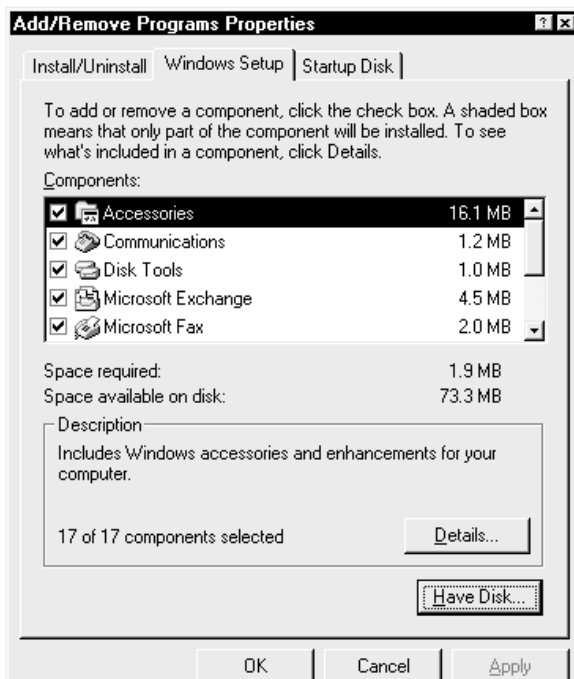 Add/Remove Programs Properties
Install/Uninstall Windows Setup Startup Disk
To add or remove a component, click the check box. A shaded box
means that only part of the component will be installed. To see
what's included in a component, click Details.
Components:
Accessories 16.1 MB
Communications 1.2 MB
Disk Tools 1.0 MB
Microsoft Exchange 4.5 MB
Microsoft Fax 2.0 MB
Space required: 1.9 MB
Space available on disk: 73.3 MB
Description
Includes Windows accessories and enhancements for your
computer.
17 of 17 components selected Details...
Have Disk...
OK Cancel Apply